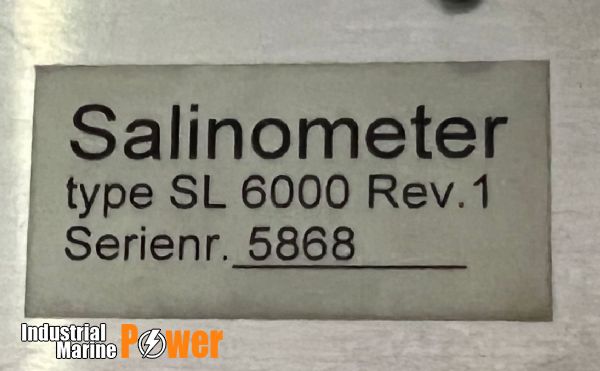 Salinometer
type SL 6000 Rev.1
Serienr. 5868
Industrial
Marine Power